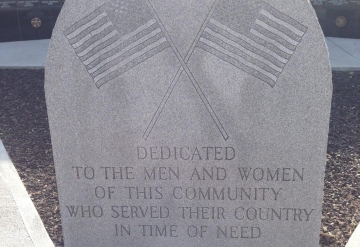 DEDICATED
TO THE MEN AND WOMEN
OF THIS COMMUNITY
WHO SERVED THEIR COUNTRY
IN TIME OF NEED